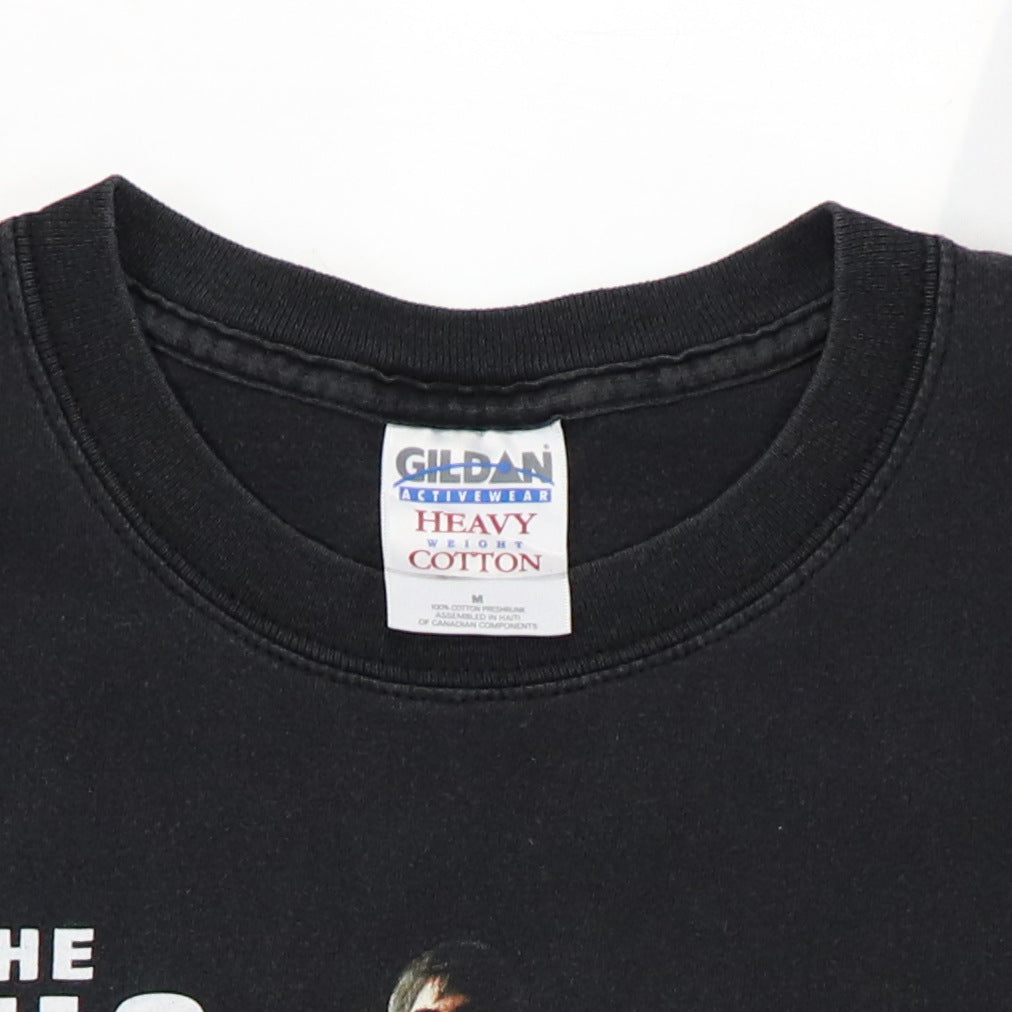 GILDAN®
ACTIVEWEAR
HEAVY
WEIGHT
COTTON
M
100% COTTON PRESHRUNK
ASSEMBLED IN HAITI
OF CANADIAN COMPONENTS
HE